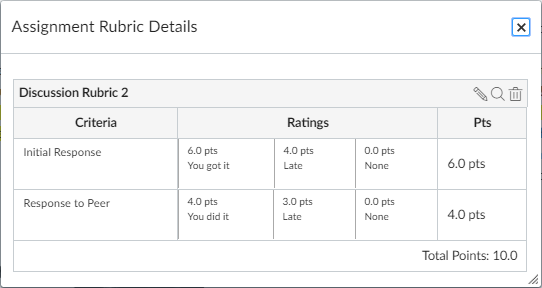 Assignment Rubric Details
Discussion Rubric 2
Criteria Ratings Pts
Initial Response
6.0 pts
You got it
4.0 pts
Late
0.0 pts
None
6.0 pts
Response to Peer
4.0 pts
You did it
3.0 pts
Late
0.0 pts
None
4.0 pts
Total Points: 10.0